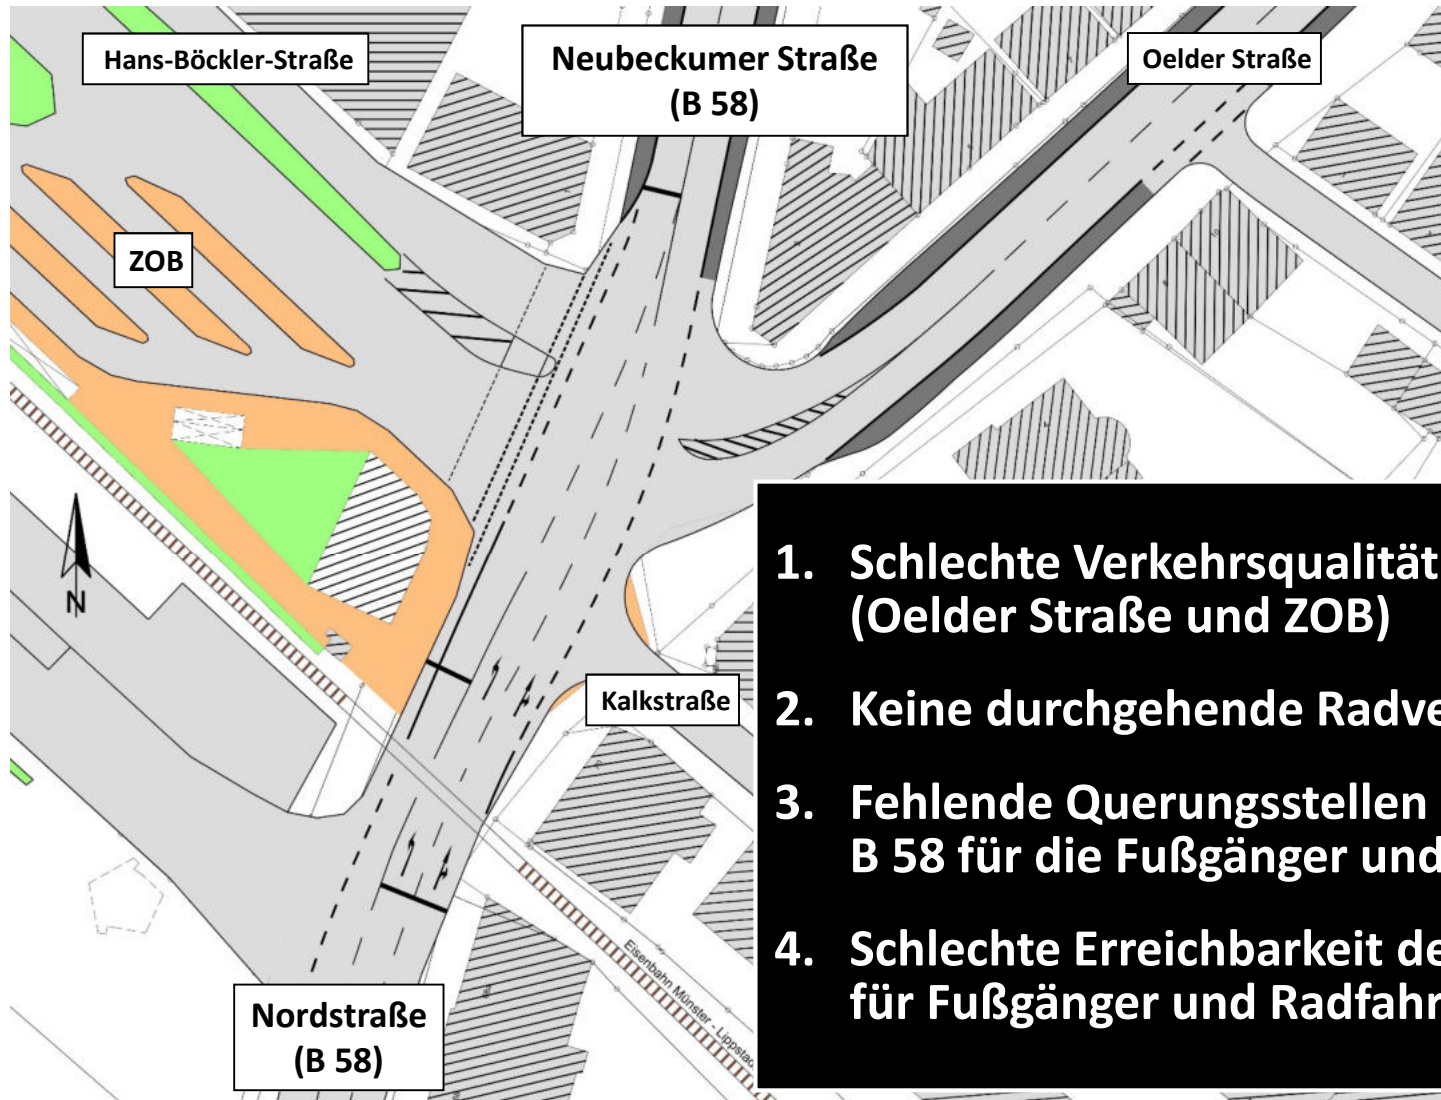 Hans-Böckler-Straße
Neubeckumer Straße
(B 58)
Oelder Straße
ZOB
N
Kalkstraße
1. Schlechte Verkehrsqualität
(Oelder Straße und ZOB)
2. Keine durchgehende Radve
3. Fehlende Querungsstellen
B 58 für die Fußgänger und
4. Schlechte Erreichbarkeit de
für Fußgänger und Radfahr
Eisenbahn Münster - Lippstad
Nordstraße
(B 58)